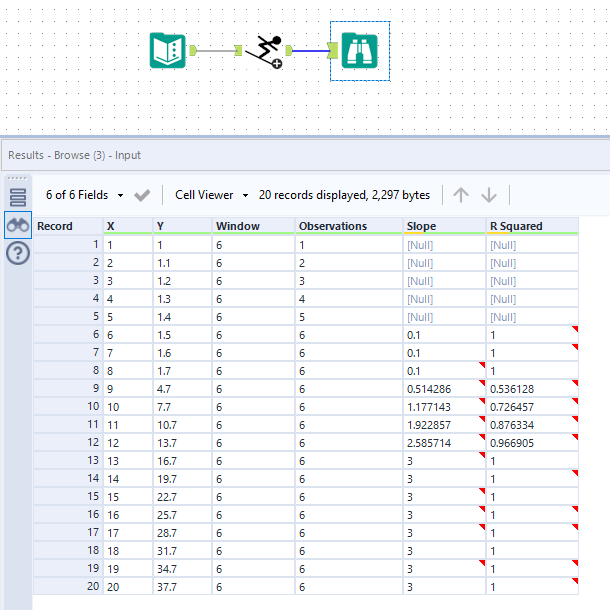 Results - Browse (3) - Input
6 of 6 Fields Cell Viewer 20 records displayed, 2,297 bytes
Record X Y Window Observations Slope R Squared
1 1 1 6 1 [Null] [Null]
2 2 1.1 6 2 [Null] [Null]
3 3 1.2 6 3 [Null] [Null]
4 4 1.3 6 4 [Null] [Null]
5 5 1.4 6 5 [Null] [Null]
6 6 1.5 6 6 0.1 1
7 7 1.6 6 6 0.1 1
8 8 1.7 6 6 0.1 1
9 9 4.7 6 6 0.514286 0.536128
10 10 7.7 6 6 1.177143 0.726457
11 11 10.7 6 6 1.922857 0.876334
12 12 13.7 6 6 2.585714 0.966905
13 13 16.7 6 6 3 1
14 14 19.7 6 6 3 1
15 15 22.7 6 6 3 1
16 16 25.7 6 6 3 1
17 17 28.7 6 6 3 1
18 18 31.7 6 6 3 1
19 19 34.7 6 6 3 1
20 20 37.7 6 6 3 1